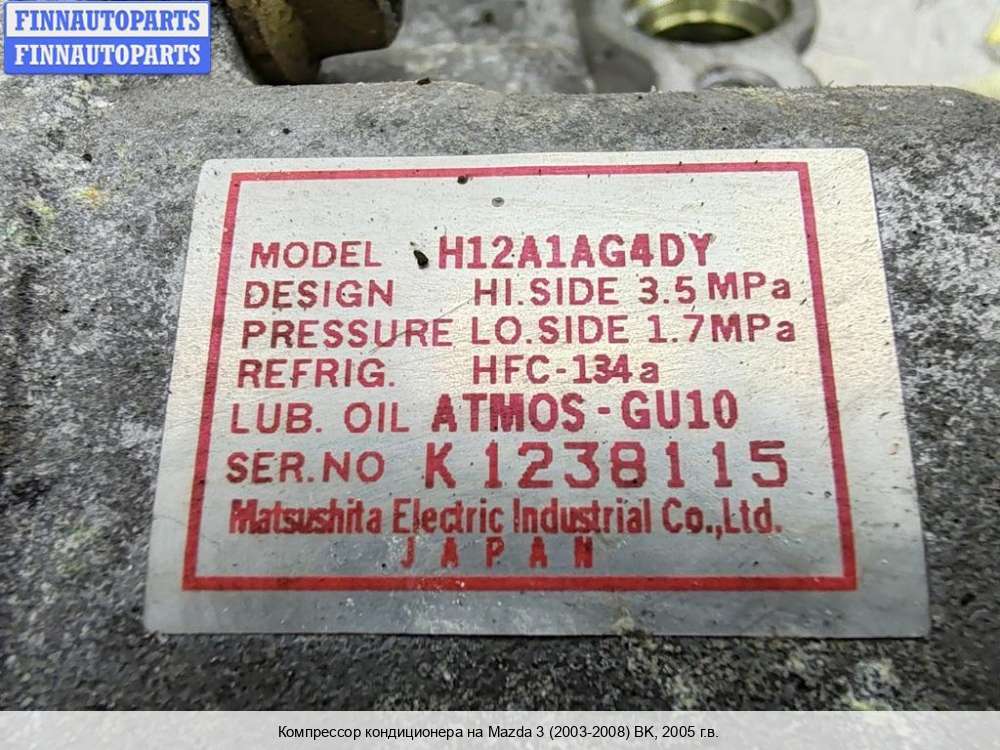 FINNAUTOPARTS
FINNAUTOPARTS
MODEL H12A1AG4DY
DESIGN HI.SIDE 3.5 MPa
PRESSURE LO.SIDE 1.7 MPa
REFRIG. HFC-134a
LUB. OIL ATMOS-GU10
SER.NO K1238115
Matsushita Electric Industrial Co.,Ltd.
JAPAN
Компрессор кондиционера на Mazda 3 (2003-2008) BK, 2005 г.в.